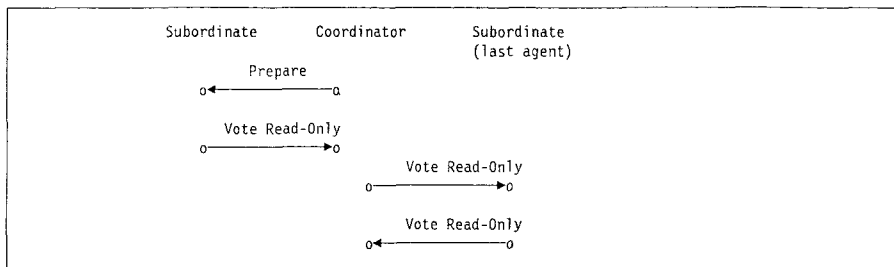 Subordinate Coordinator Subordinate
(last agent)
Prepare
Vote Read-Only
Vote Read-Only
Vote Read-Only